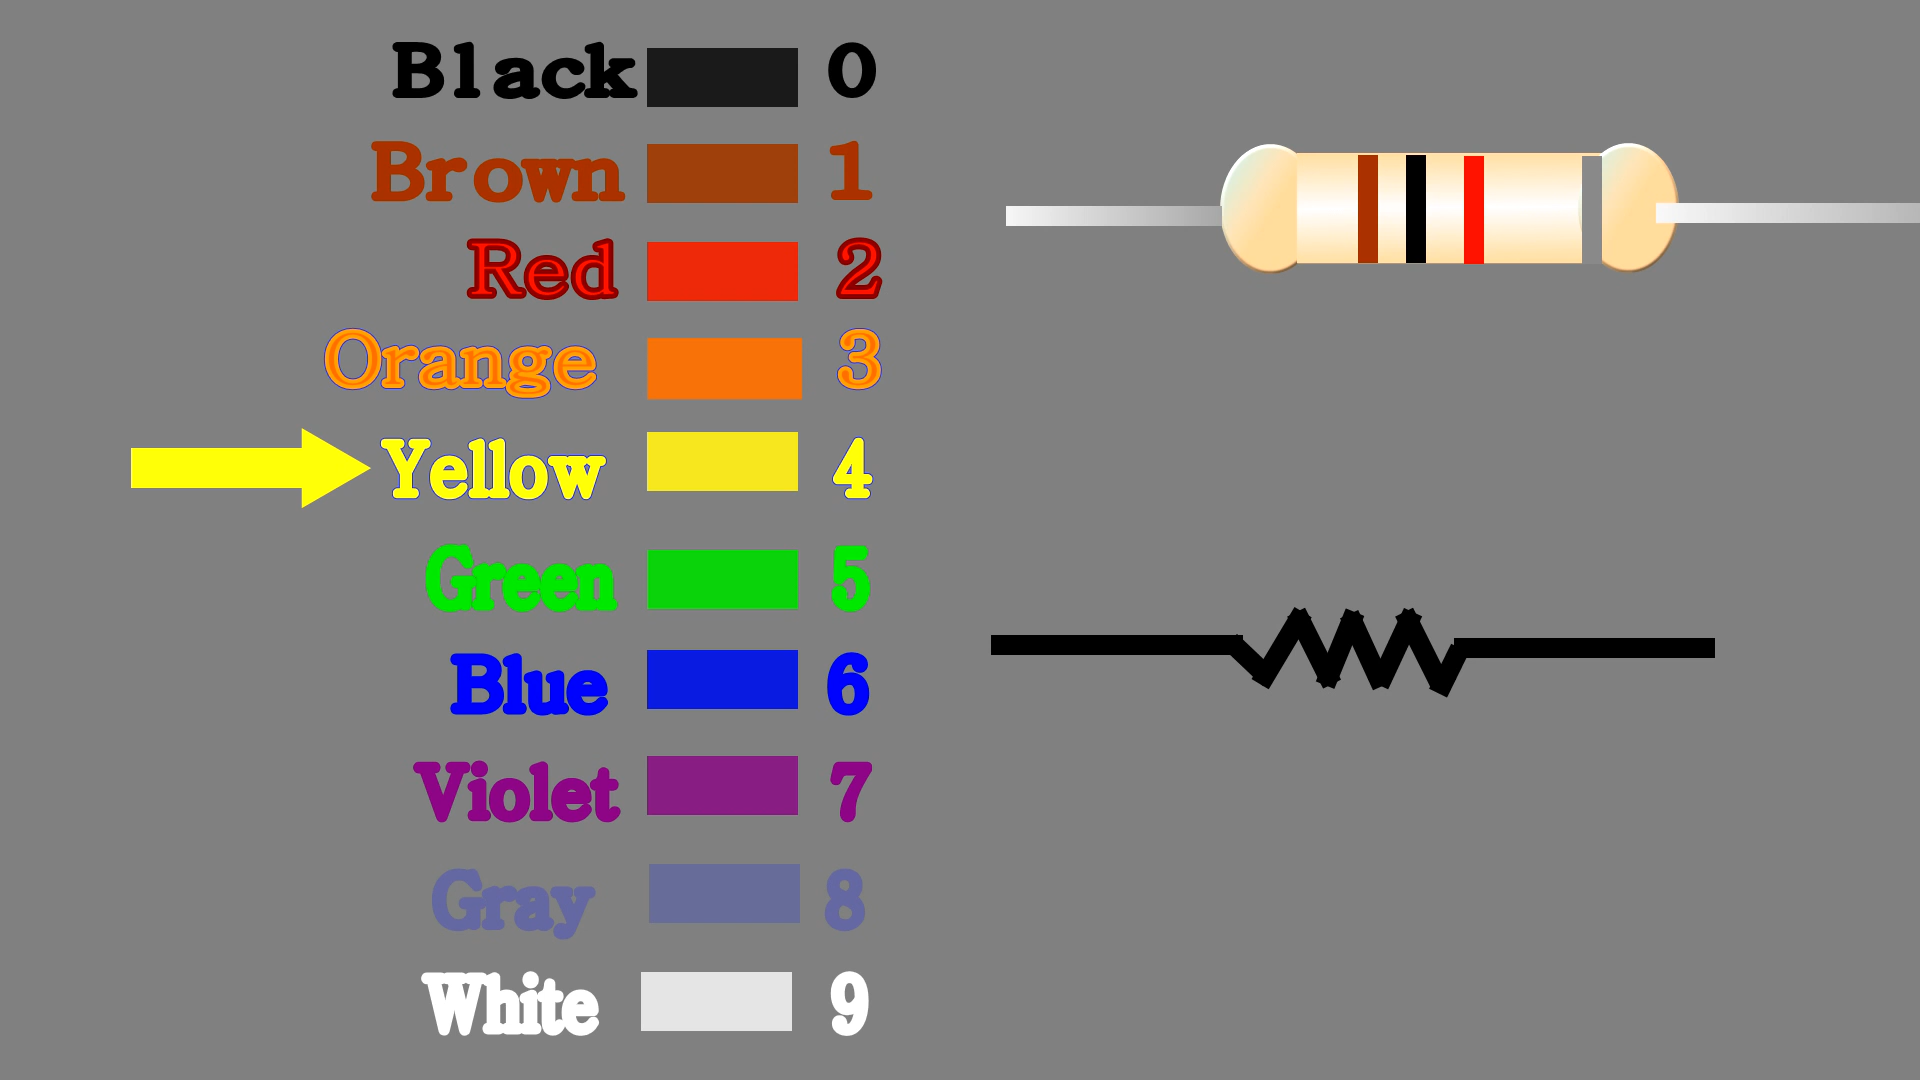 Black 0
Brown 1
Red 2
Orange 3
Yellow 4
Green 5
Blue 6
Violet 7
Gray 8
White 9